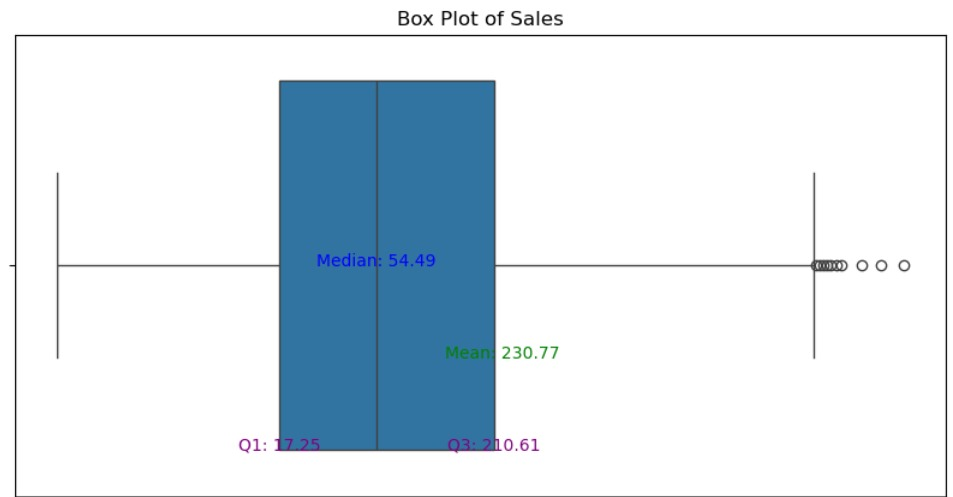 Box Plot of Sales
Median: 54.49
Mean: 230.77
Q1: 17.25
Q3: 210.61